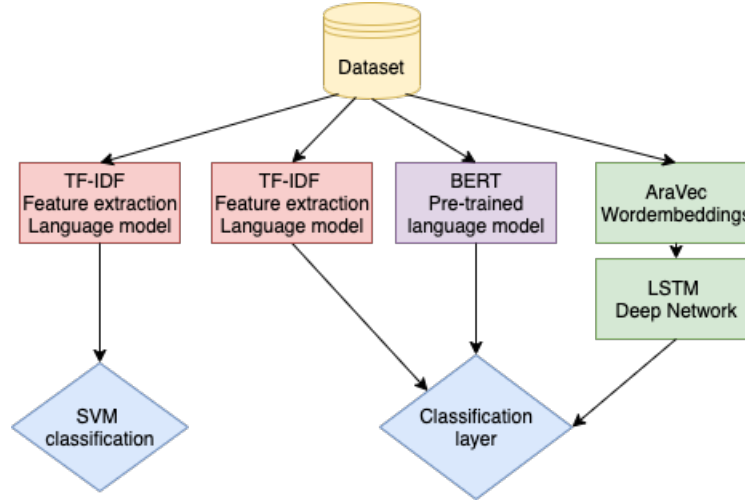 Dataset
TF-IDF
Feature extraction
Language model
TF-IDF
Feature extraction
Language model
BERT
Pre-trained
language model
AraVec
Wordembeddings
LSTM
Deep Network
SVM
classification
Classification
layer